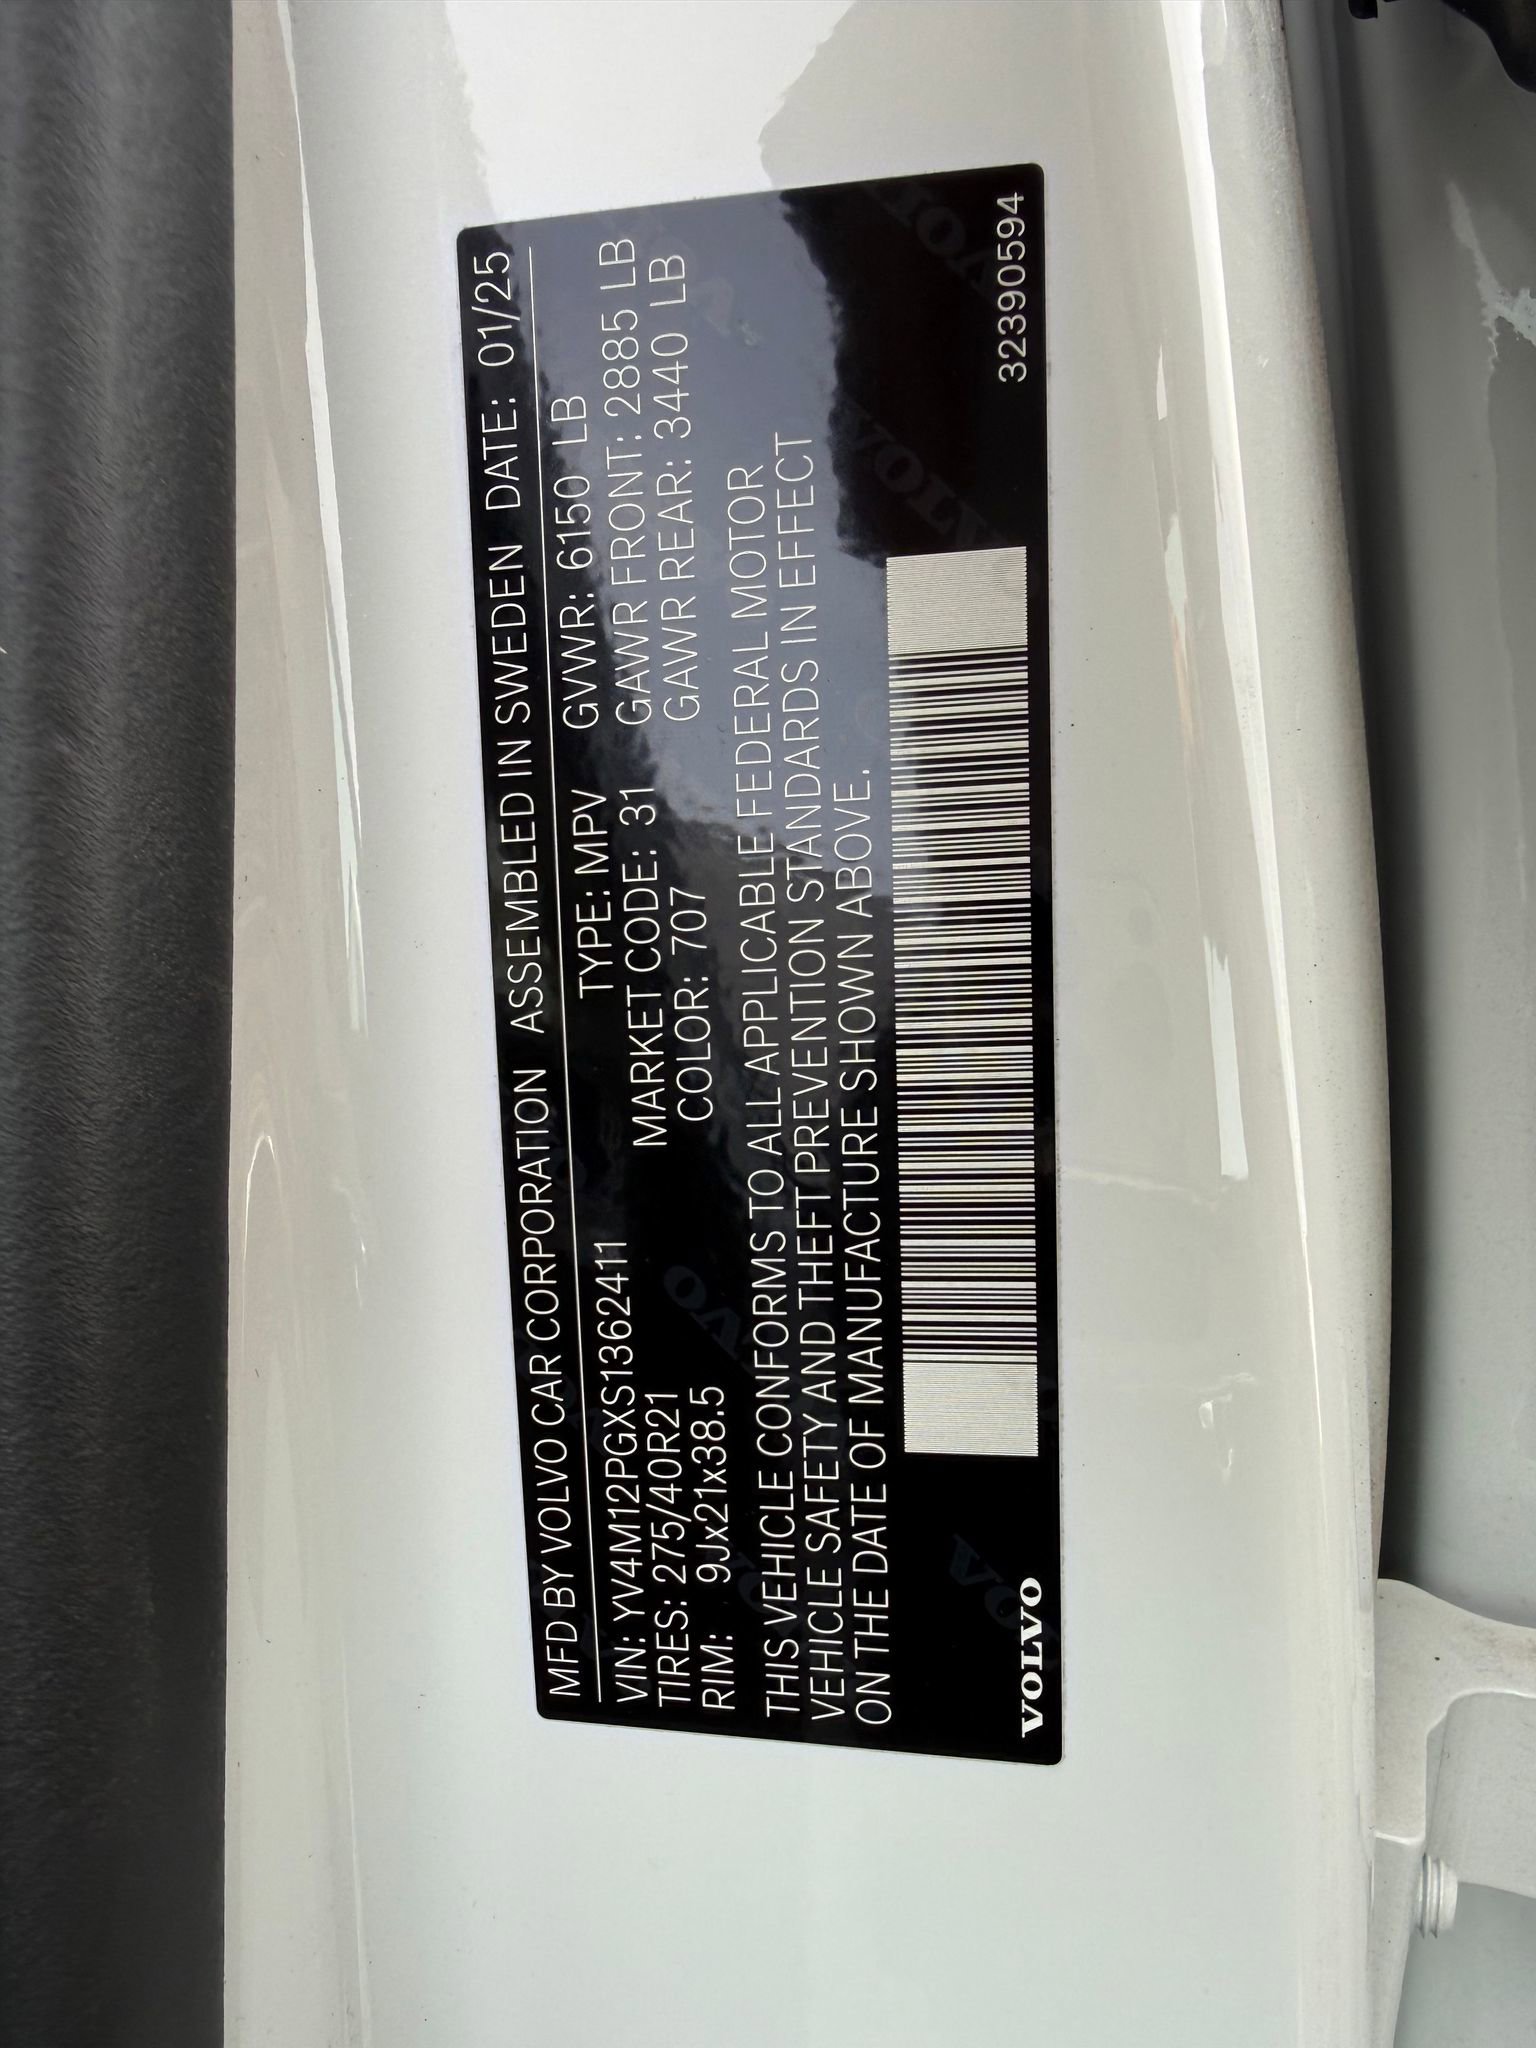 MFD BY VOLVO CAR CORPORATION ASSEMBLED IN SWEDEN DATE: 01/25
VIN: YV4M12PGXS1362411 TYPE: MPV GVWR: 6150 LB
TIRES: 275/40R21 MARKET CODE: 31 GAWR FRONT: 2885 LB
RIM: 9Jx21x38.5 COLOR: 707 GAWR REAR: 3440 LB
THIS VEHICLE CONFORMS TO ALL APPLICABLE FEDERAL MOTOR
VEHICLE SAFETY AND THEFT PREVENTION STANDARDS IN EFFECT
ON THE DATE OF MANUFACTURE SHOWN ABOVE.
VOLVO 32390594